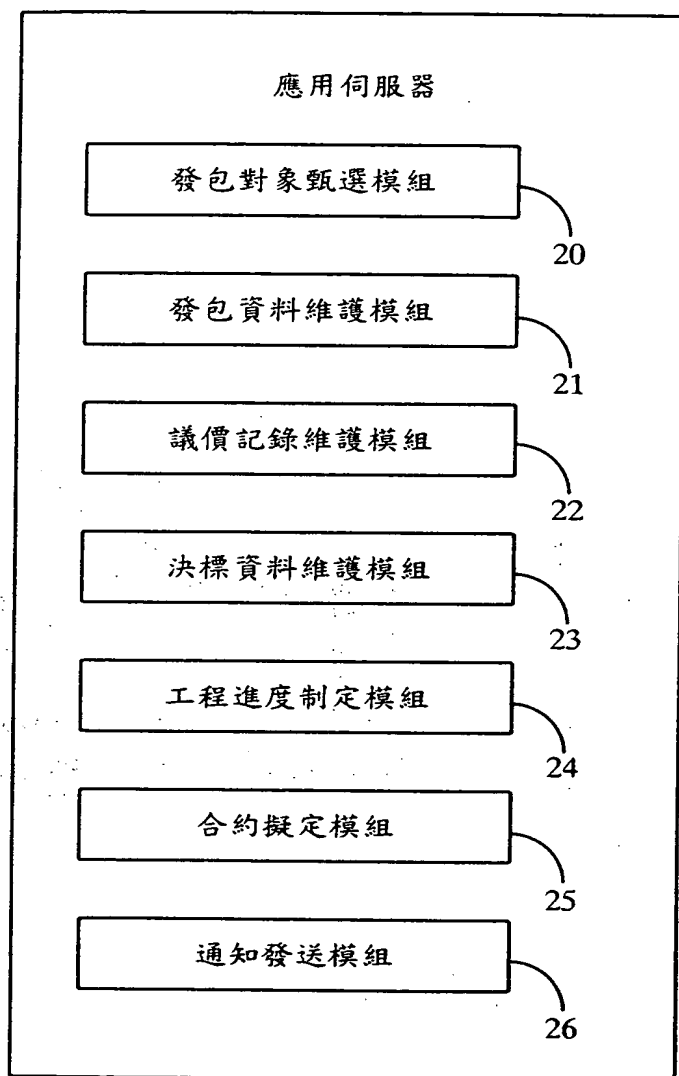 應用伺服器
發包對象甄選模組
20
發包資料維護模組
21
議價記錄維護模組
22
決標資料維護模組
23
工程進度制定模組
24
合約擬定模組
25
通知發送模組
26